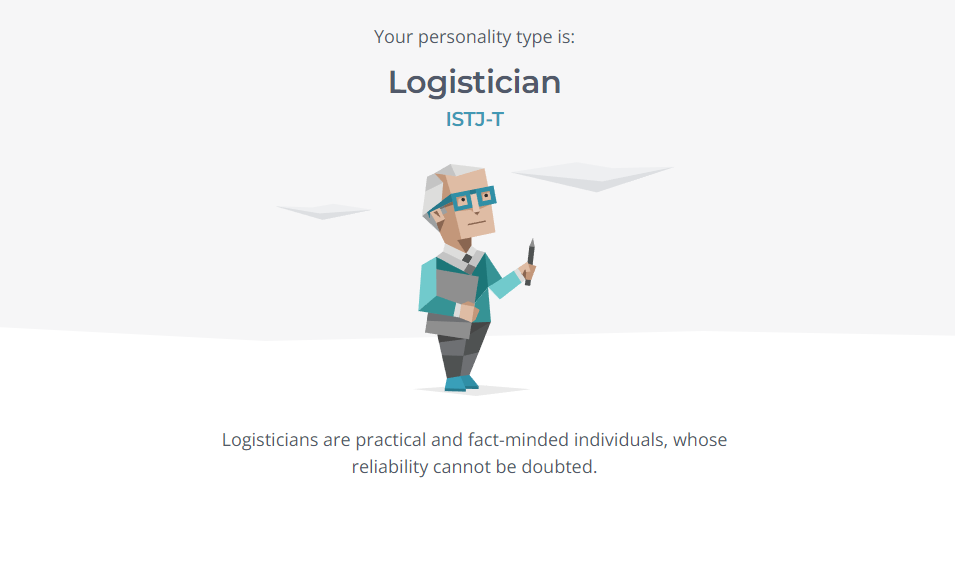 Your personality type is:
Logistician
ISTJ-T
Logisticians are practical and fact-minded individuals, whose
reliability cannot be doubted.